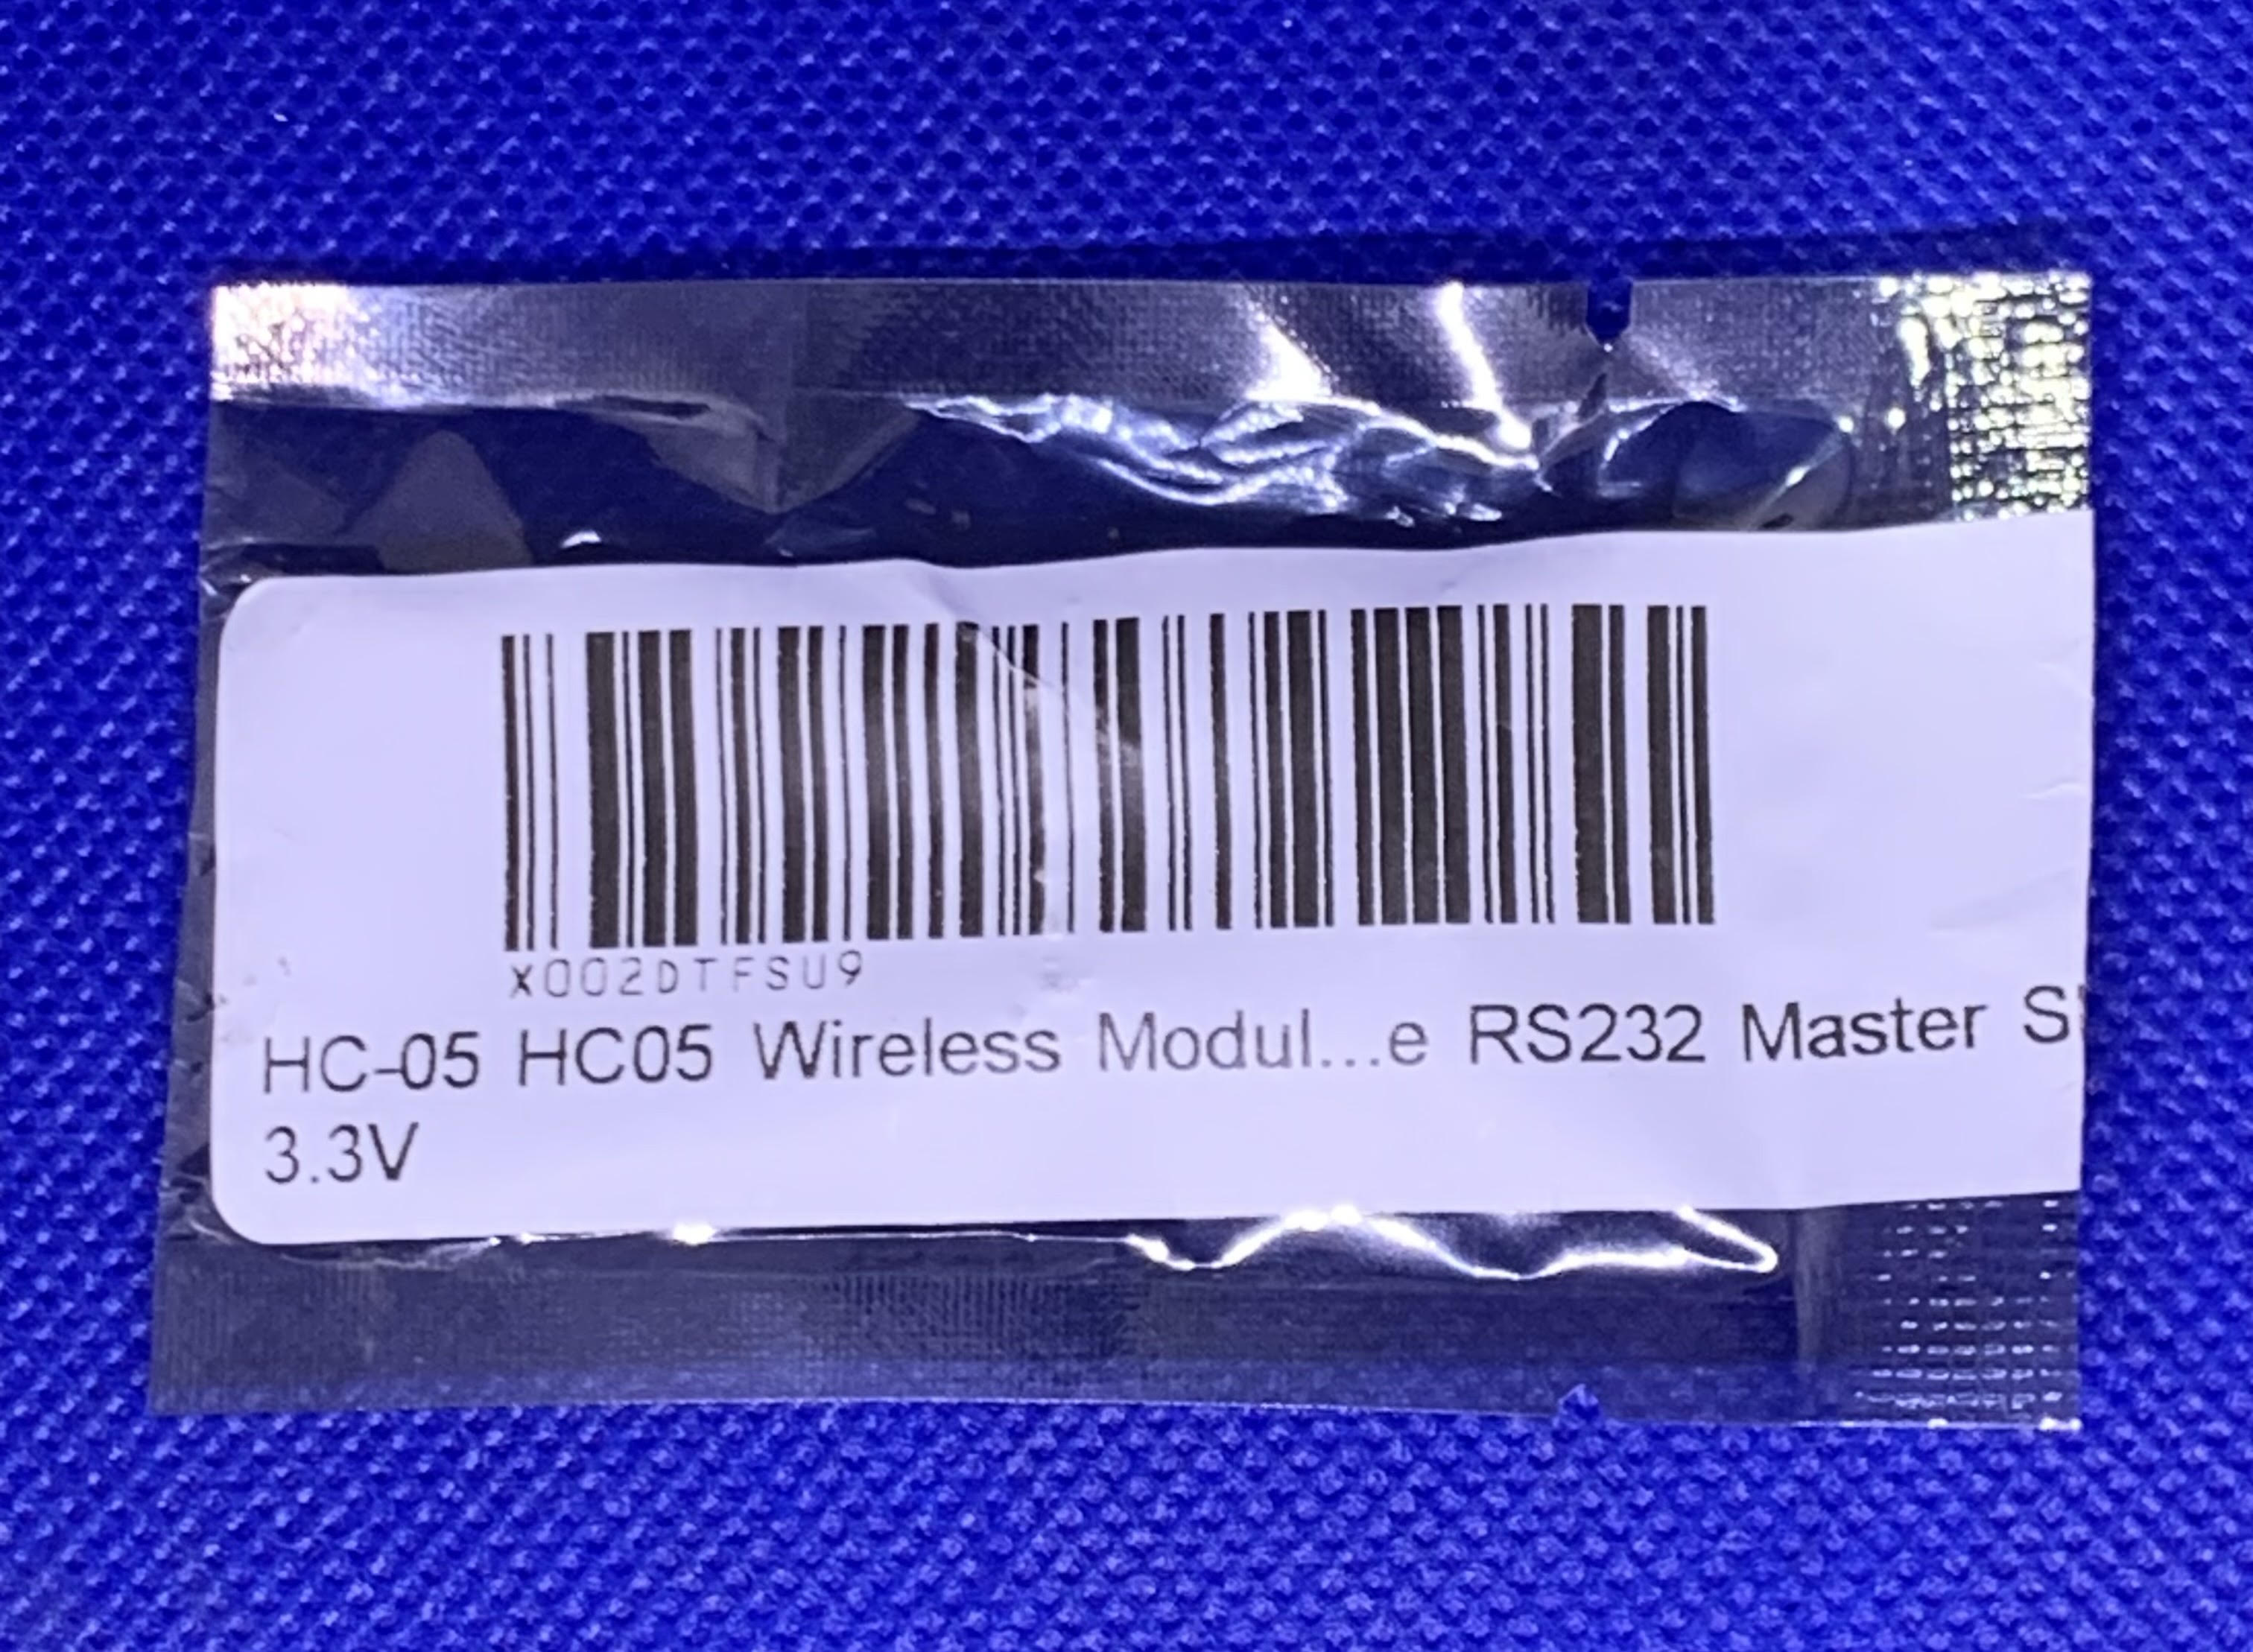 X002DTFSU9
HC-05 HC05 Wireless Modul...e RS232 Master S
3.3V